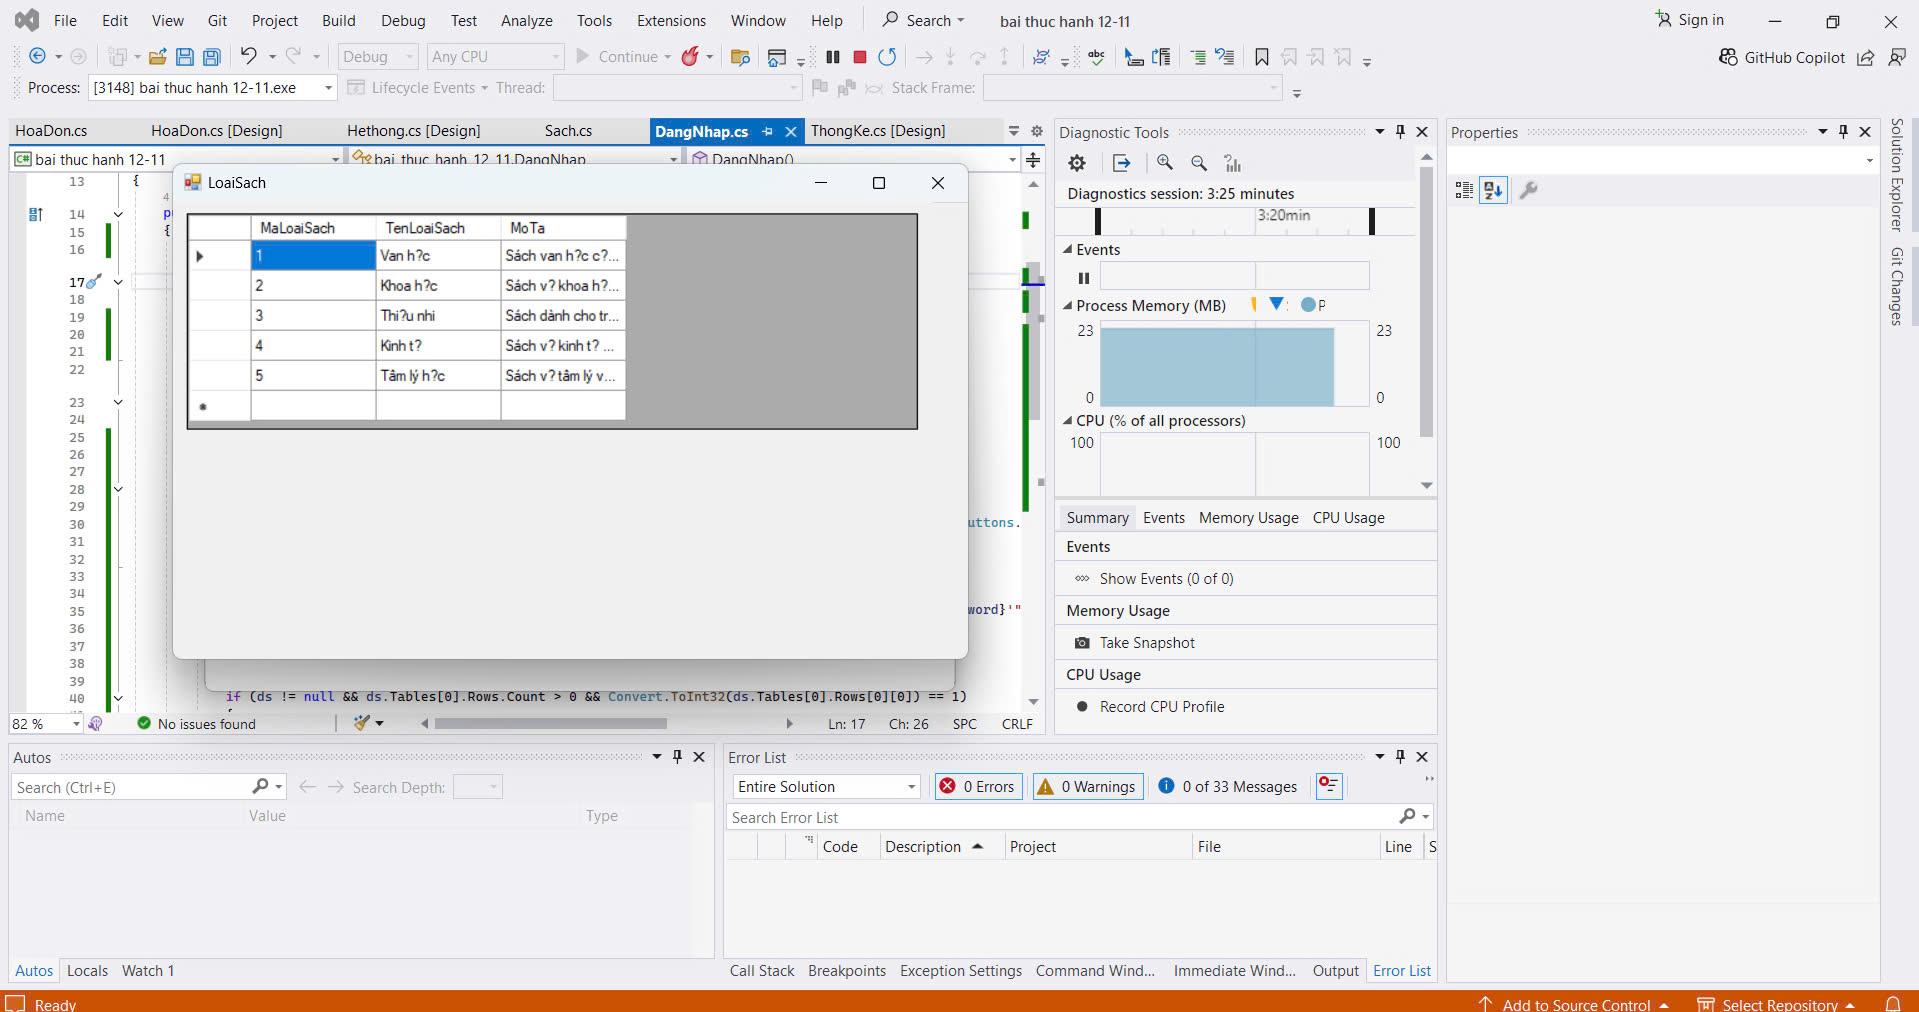 File Edit View Git Project Build Debug Test Analyze Tools Extensions Window Help Search bai thuc hanh 12-11 Sign in
Debug Any CPU Continue GitHub Copilot
Process: [3148] bai thuc hanh 12-11.exe Lifecycle Events Thread: Stack Frame:
HoaDon.cs HoaDon.cs [Design] Hethong.cs [Design] Sach.cs DangNhap.cs ThongKe.cs [Design]
bai thuc hanh 12-11 bai_thuc_hanh_12_11.DangNhap DangNhap()
13 {
14
15 {
16
17
18
19
20
21
22
23
24
25
26
27
28
29
30 uttons.
31
32
33
34
35 word}'"
36
37
38
39
40 if (ds != null && ds.Tables[0].Rows.Count > 0 && Convert.ToInt32(ds.Tables[0].Rows[0][0]) == 1)
LoaiSach
MaLoaiSach TenLoaiSach MoTa
1 Van h?c Sách van h?c c?...
2 Khoa h?c Sách v? khoa h?...
3 Thi?u nhi Sách dành cho tr...
4 Kinh t? Sách v? kinh t? ...
5 Tâm lý h?c Sách v? tâm lý v...
82 % No issues found Ln: 17 Ch: 26 SPC CRLF
Diagnostic Tools
Diagnostics session: 3:25 minutes
3:20min
Events
Process Memory (MB) P
23 23
0 0
CPU (% of all processors)
100 100
Summary Events Memory Usage CPU Usage
Events
Show Events (0 of 0)
Memory Usage
Take Snapshot
CPU Usage
Record CPU Profile
Properties
Solution Explorer
Git Changes
Autos
Search (Ctrl+E) Search Depth:
Name Value Type
Autos Locals Watch 1
Error List
Entire Solution 0 Errors 0 Warnings 0 of 33 Messages
Search Error List
Code Description Project File Line S
Call Stack Breakpoints Exception Settings Command Wind... Immediate Wind... Output Error List
Ready Add to Source Control Select Repository